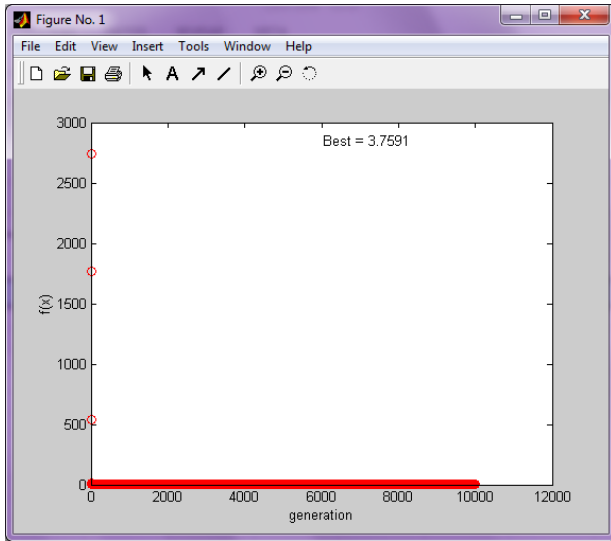 Figure No. 1
File Edit View Insert Tools Window Help
A
Best = 3.7591
3000
2500
2000
1500
1000
500
0
f(x)
0 2000 4000 6000 8000 10000 12000
generation